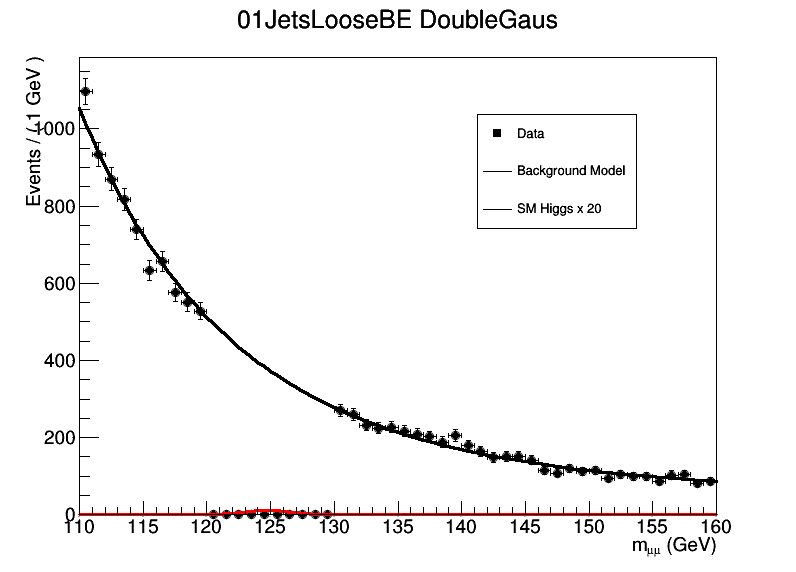 01JetsLooseBE DoubleGaus
Events / ( 1 GeV )
1000
800
600
400
200
0
Data
Background Model
SM Higgs x 20
110 115 120 125 130 135 140 145 150 155 160
mμμ (GeV)